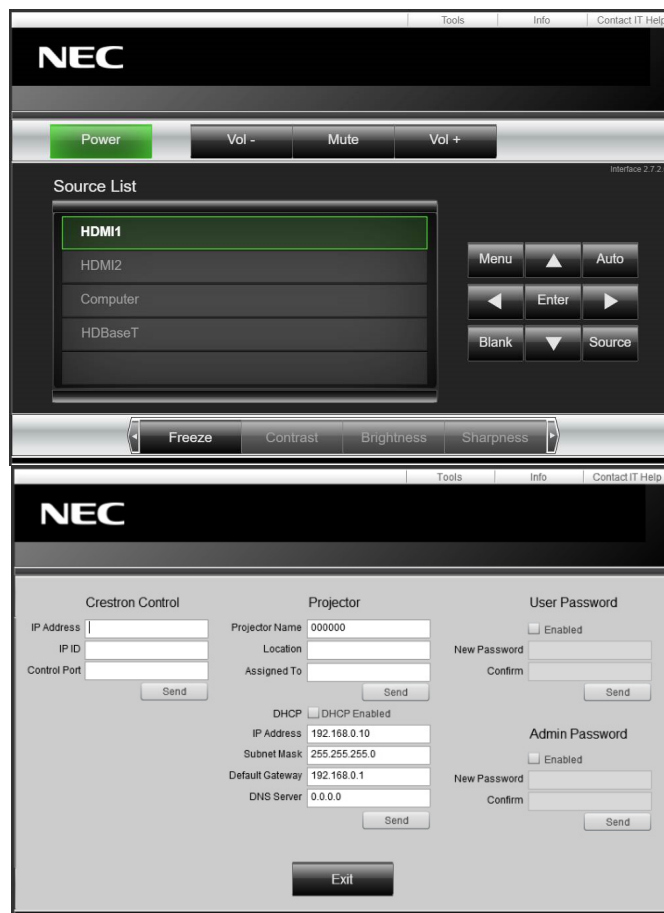 Tools Info Contact IT Help
NEC
Power Vol - Mute Vol +
Interface 2.7.2
Source List
HDMI1
HDMI2
Computer
HDBaseT
Menu Auto
Enter
Blank Source
Freeze Contrast Brightness Sharpness
Tools Info Contact IT Help
NEC
Crestron Control Projector User Password
IP Address Projector Name 000000 Enabled
IP ID Location New Password
Control Port Assigned To Confirm
Send Send Send
DHCP DHCP Enabled
IP Address 192.168.0.10 Admin Password
Subnet Mask 255.255.255.0 Enabled
Default Gateway 192.168.0.1 New Password
DNS Server 0.0.0.0 Confirm
Send Send
Exit